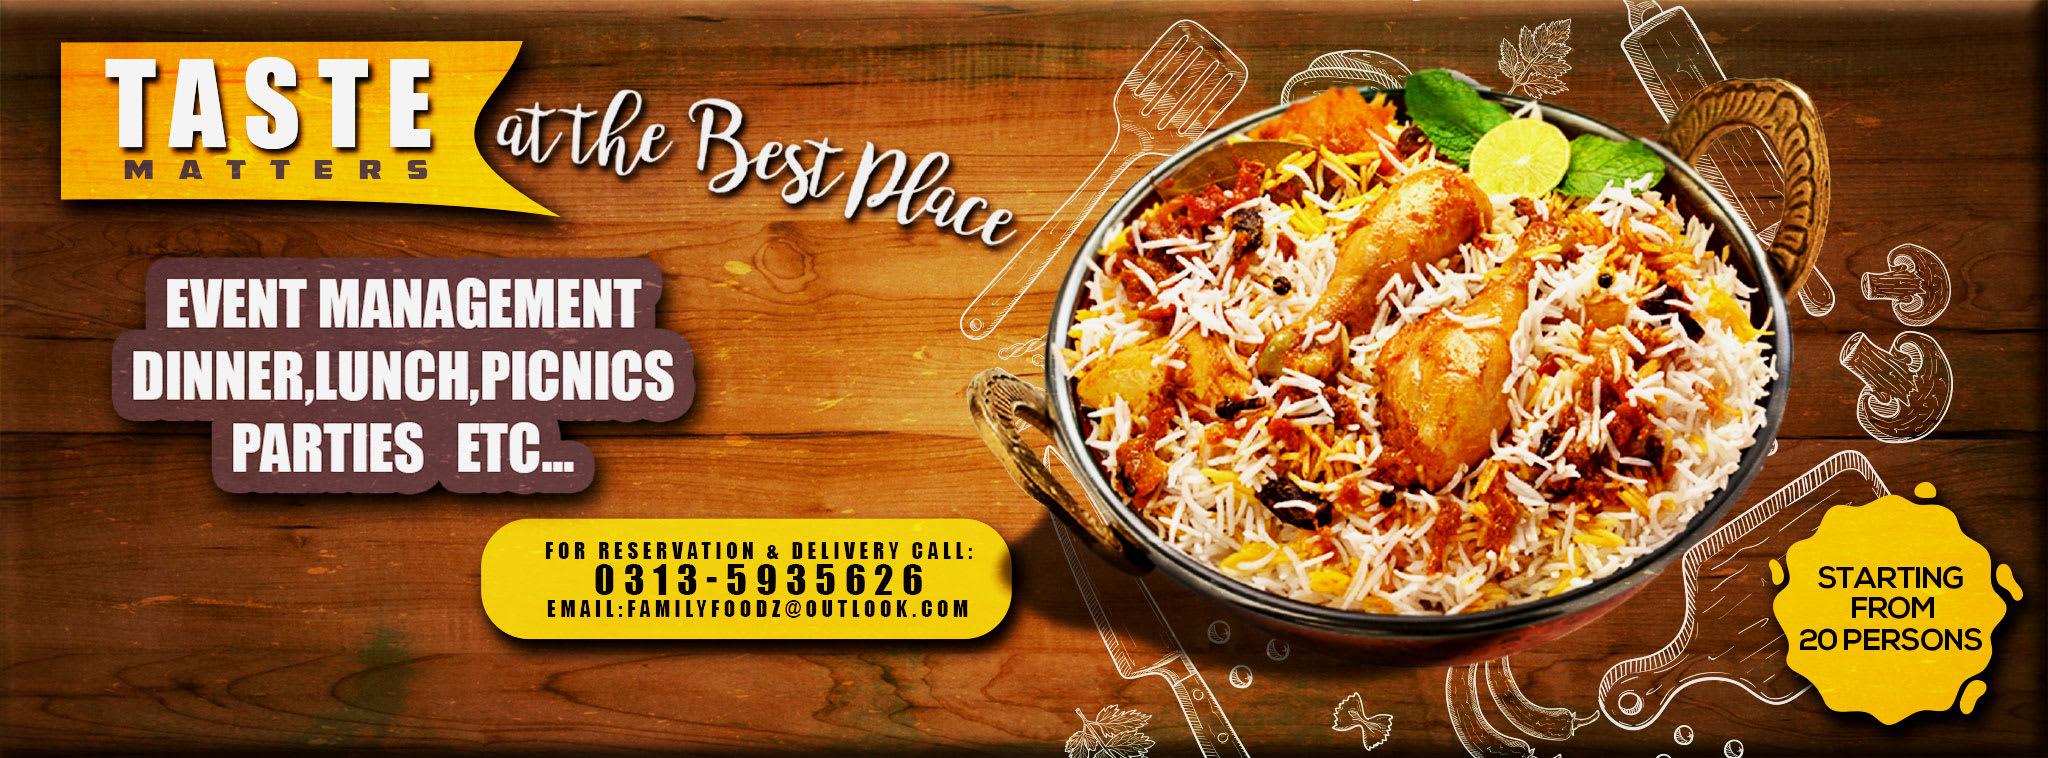 TASTE
MATTERS
at the Best Place
EVENT MANAGEMENT
DINNER,LUNCH,PICNICS
PARTIES ETC...
FOR RESERVATION & DELIVERY CALL:
0313-5935626
EMAIL:FAMILYFOODZ@OUTLOOK.COM
STARTING
FROM
20 PERSONS